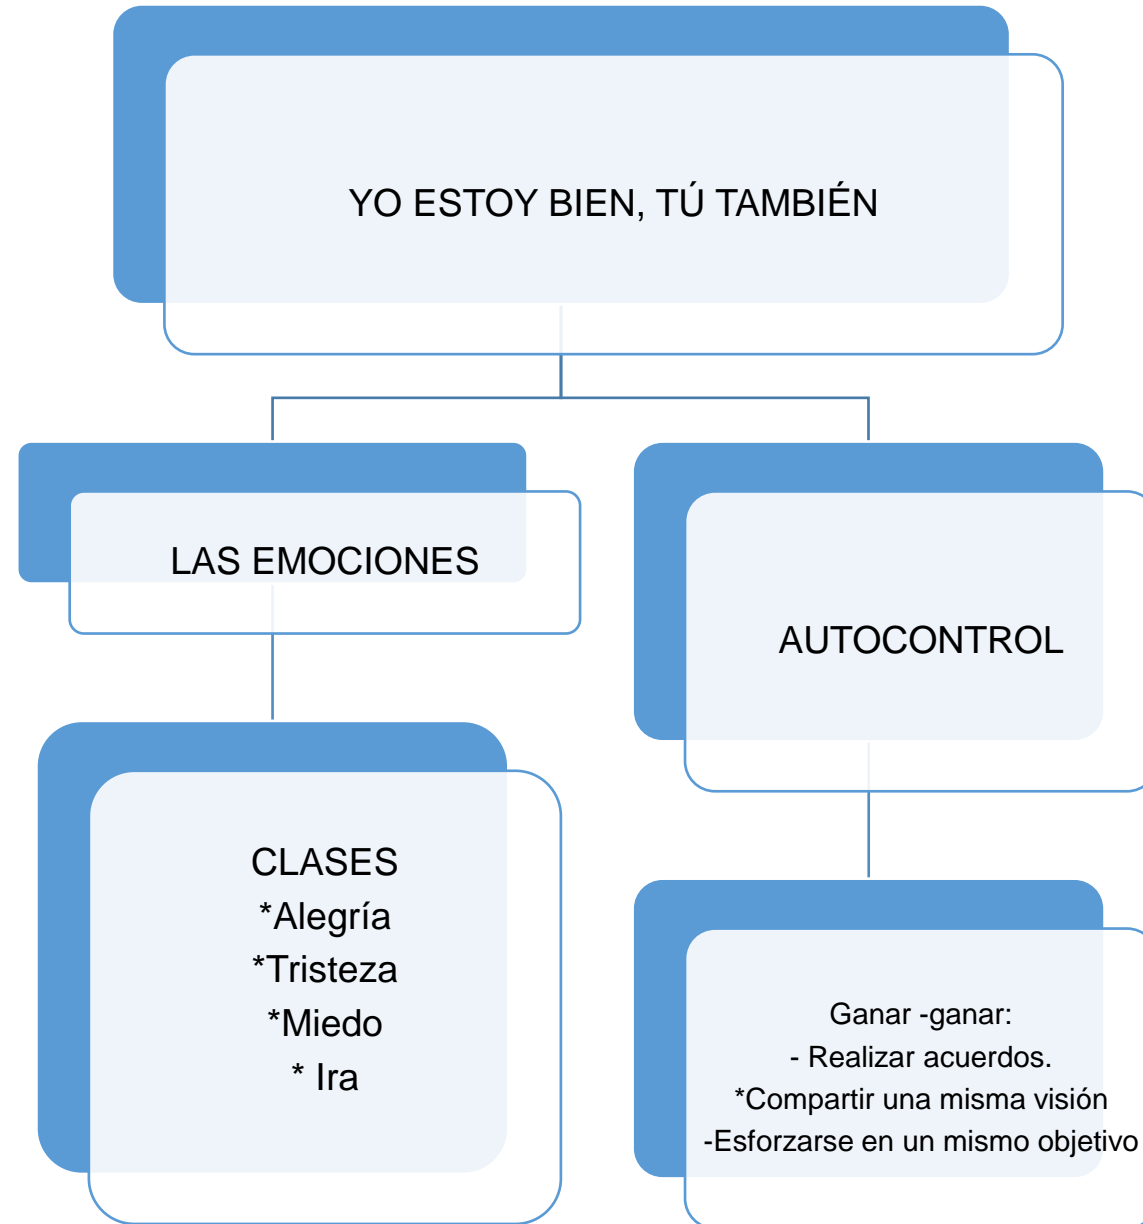 YO ESTOY BIEN, TÚ TAMBIÉN
LAS EMOCIONES
CLASES
*Alegría
*Tristeza
*Miedo
* Ira
AUTOCONTROL
Ganar -ganar:
- Realizar acuerdos.
*Compartir una misma visión
-Esforzarse en un mismo objetivo